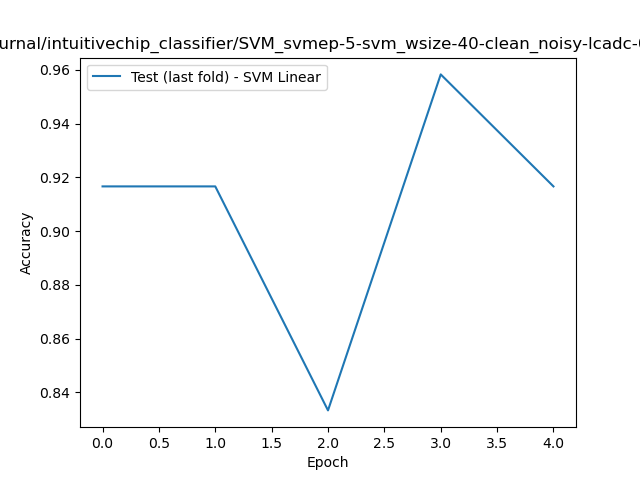 urnal/intuitivechip_classifier/SVM_svmep-5-svm_wsize-40-clean_noisy-lcadc-
Test (last fold) - SVM Linear
0.96
0.94
0.92
0.90
0.88
0.86
0.84
Accuracy
0.0 0.5 1.0 1.5 2.0 2.5 3.0 3.5 4.0
Epoch